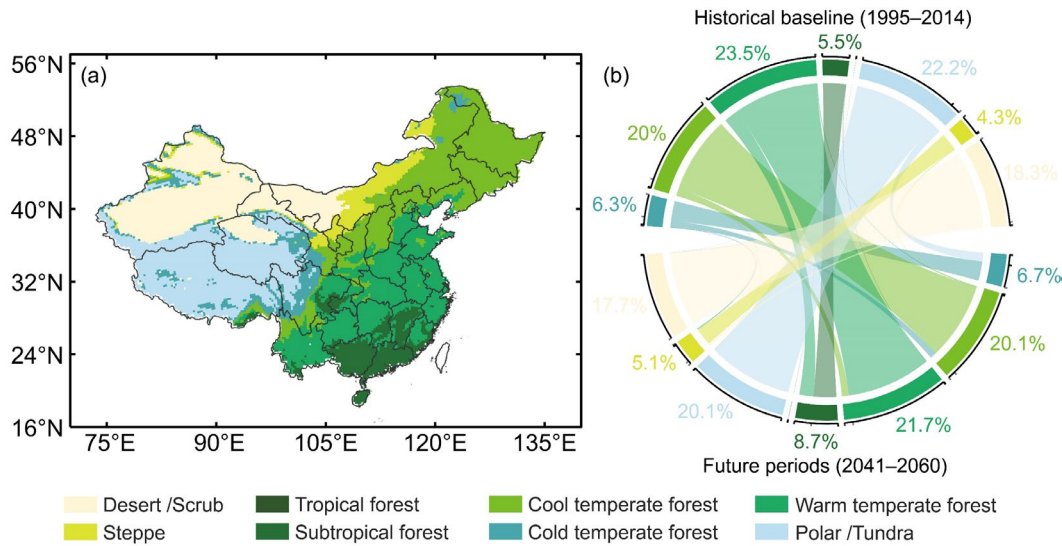 Historical baseline (1995–2014)
(a)
56°N
48°N
40°N
32°N
24°N
16°N
75°E 90°E 105°E 120°E 135°E
(b)
5.5%
23.5%
22.2%
20%
4.3%
18.3%
6.3%
6.7%
17.7%
20.1%
5.1%
20.1%
21.7%
8.7%
Future periods (2041–2060)
Desert /Scrub Tropical forest Cool temperate forest Warm temperate forest
Steppe Subtropical forest Cold temperate forest Polar /Tundra